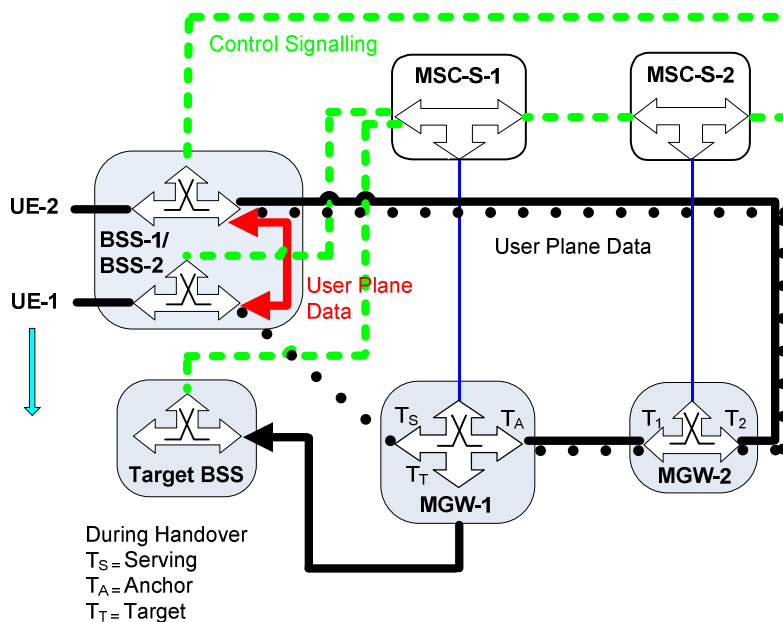 Control Signalling
MSC-S-1
MSC-S-2
UE-2
BSS-1/
BSS-2
User Plane Data
UE-1
User Plane
Data
TS
TA
TT
MGW-1
T1
T2
MGW-2
Target BSS
During Handover
TS = Serving
TA = Anchor
TT = Target